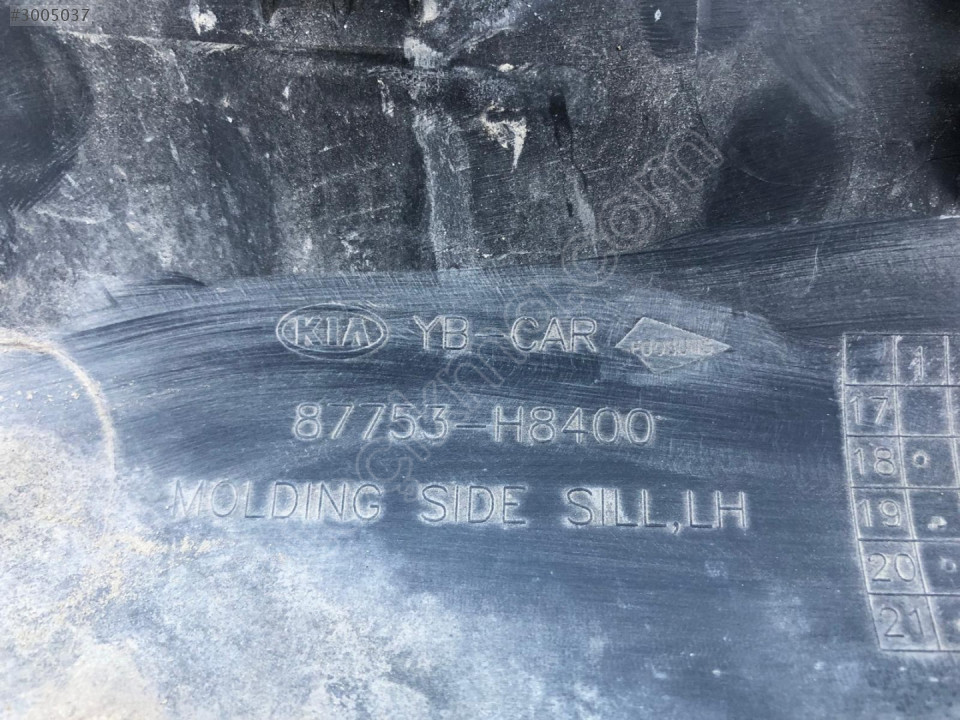 #3005037
KIA YB-CAR
87753-H8400
MOLDING SIDE SILL,LH
1
17
18
19
20
21